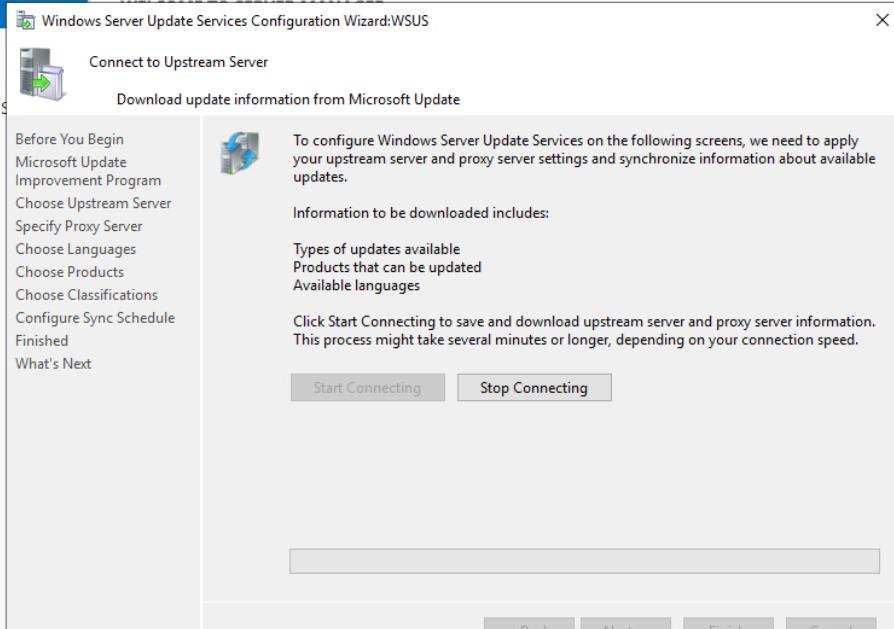 Windows Server Update Services Configuration Wizard:WSUS
Connect to Upstream Server
Download update information from Microsoft Update
Before You Begin
Microsoft Update
Improvement Program
Choose Upstream Server
Specify Proxy Server
Choose Languages
Choose Products
Choose Classifications
Configure Sync Schedule
Finished
What's Next
To configure Windows Server Update Services on the following screens, we need to apply
your upstream server and proxy server settings and synchronize information about available
updates.
Information to be downloaded includes:
Types of updates available
Products that can be updated
Available languages
Click Start Connecting to save and download upstream server and proxy server information.
This process might take several minutes or longer, depending on your connection speed.
Start Connecting
Stop Connecting